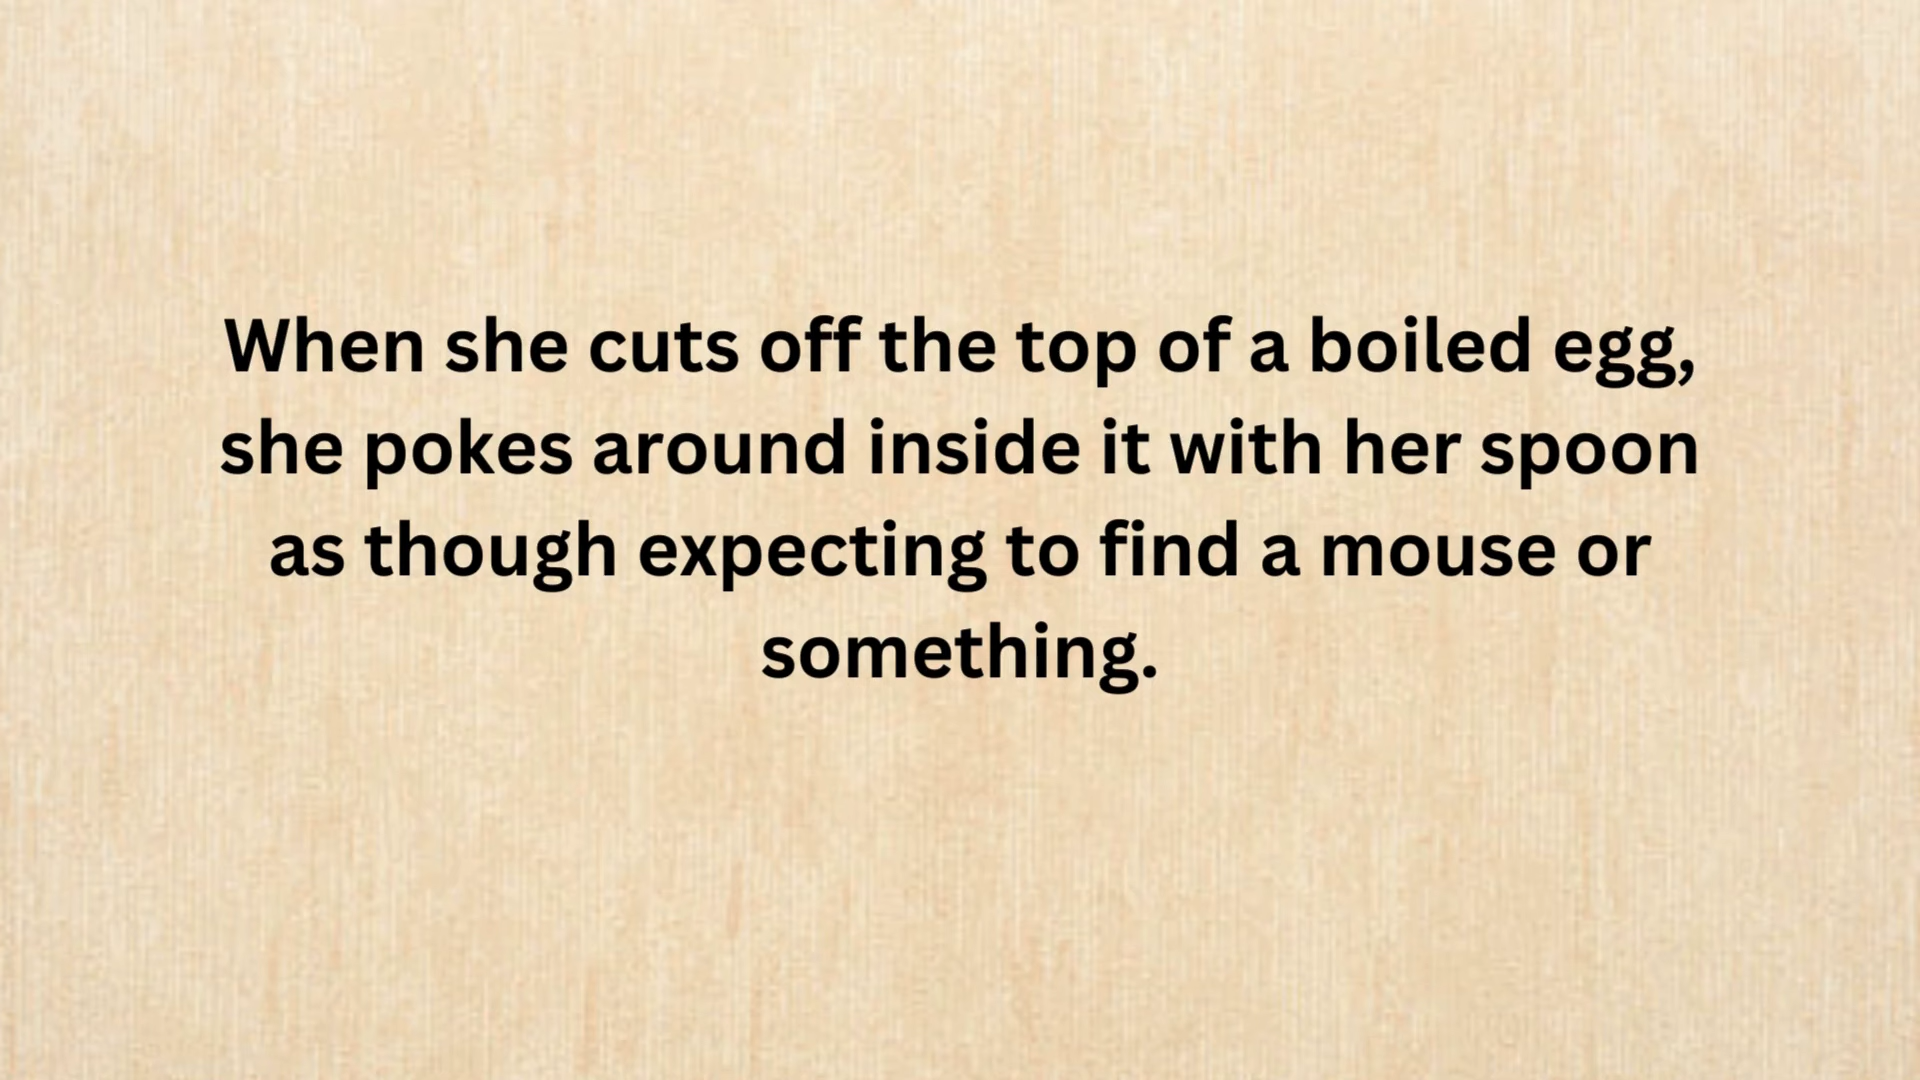 When she cuts off the top of a boiled egg,
she pokes around inside it with her spoon
as though expecting to find a mouse or
something.